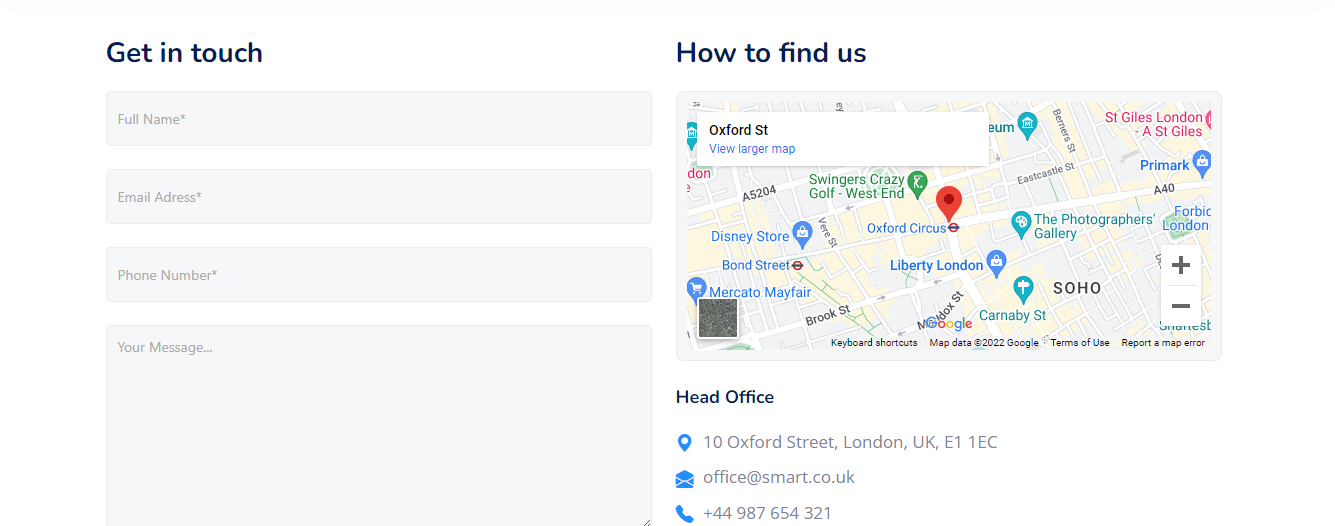 Get in touch
Full Name*
Email Adress*
Phone Number*
Your Message...
How to find us
Oxford St
View larger map
eum
Berners St
St Giles London
- A St Giles
Primark
Eastcastle St
A40
don
A5204
Swingers Crazy
Golf - West End
Vere St
Oxford Circus
The Photographers'
Gallery
Forbid
London
Disney Store
Bond Street
Liberty London
Mercato Mayfair
SOHO
Brook St
Maddox St
Carnaby St
Google
Shaftesb
Keyboard shortcuts
Map data ©2022 Google
Terms of Use
Report a map error
Head Office
10 Oxford Street, London, UK, E1 1EC
office@smart.co.uk
+44 987 654 321